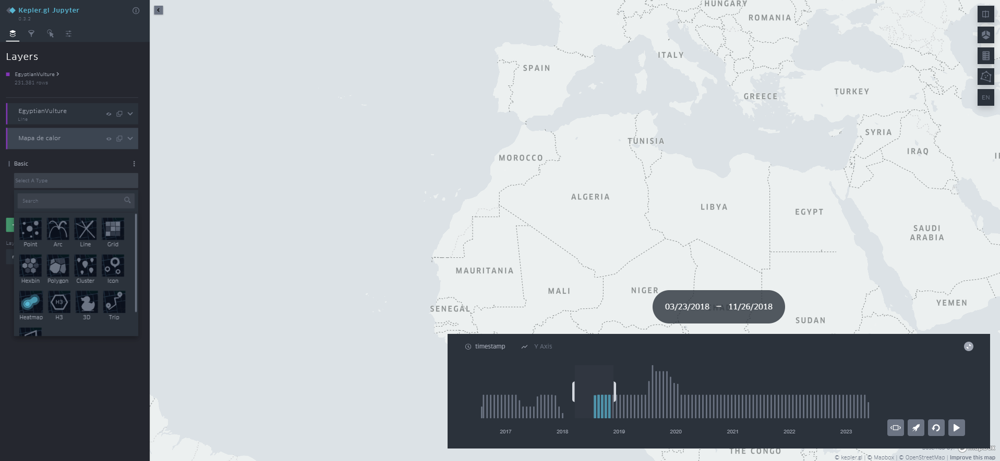 Kepler.gl Jupyter
0.3.2
Layers
EgyptianVulture
231,381 rows
EgyptianVulture
Line
Mapa de calor
Basic
Select A Type
Search
Point Arc Line Grid
Hexbin Polygon Cluster Icon
Heatmap H3 3D Trip
H3
Lay
HUNGARY
ROMANIA
ITALY
SPAIN
GREECE
TURKEY
SYRIA
TUNISIA
IRAQ
MOROCCO
ALGERIA
LIBYA
EGYPT
SAUDI
ARABIA
MAURITANIA
MALI
NIGER
YEMEN
SENEGAL
SUDAN
THE CONGO
EN
03/23/2018 – 11/26/2018
timestamp Y Axis
2017 2018 2019 2020 2021 2022 2023
mapbox
© kepler.gl | © Mapbox | © OpenStreetMap | Improve this map